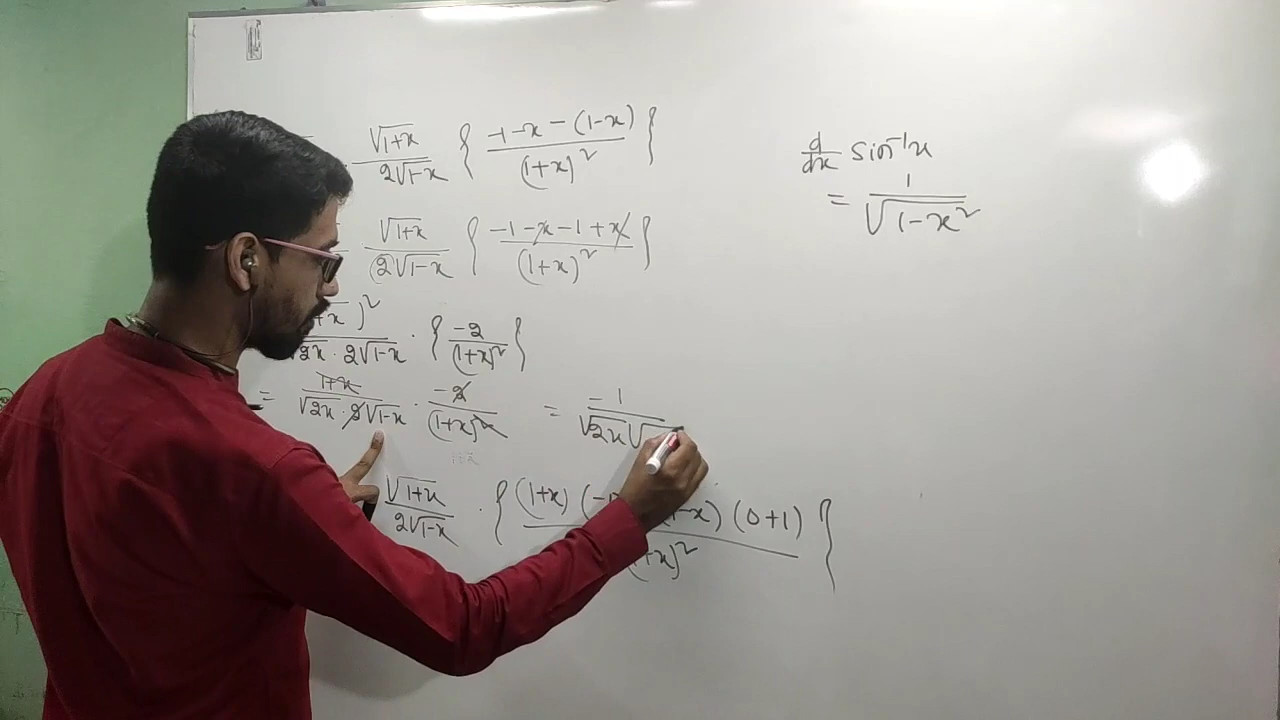 √1+x / 2√1-x { -1-x-(1-x) / (1+x)² }
d/dx sin⁻¹x
= 1 / √1-x²
√1+x / 2√1-x { -1-x-1+x / (1+x)² }
+x)² / √2x · 2√1-x · { -2 / (1+x)² }
= 1+x / √2x · 2√1-x · -2 / (1+x)² = -1 / √2x √
√1+x / 2√1-x · { (1+x) (-1 -x) (0+1) / +x)² }